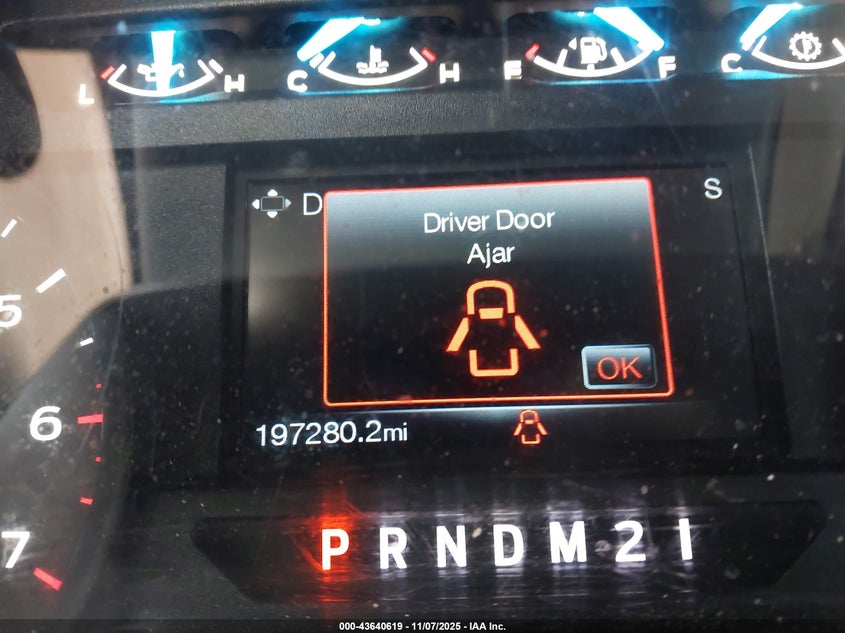 L H C H E F C
D S
Driver Door
Ajar
OK
5
6
7
197280.2mi
P R N D M 2 1
000-43640619 - 11/07/2025 - IAA Inc.